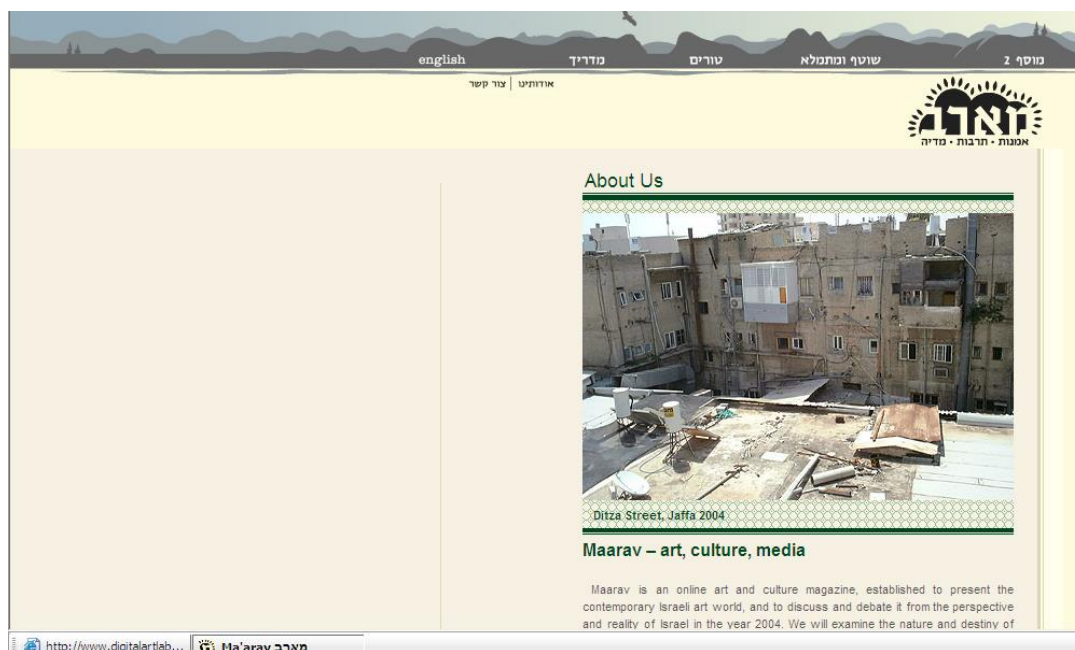 מוסף 2 שוטף ומתמלא טורים מדריך english
אודותינו | צור קשר
מארב
אמנות • תרבות • מדיה
About Us
Ditza Street, Jaffa 2004
Maarav – art, culture, media
Maarav is an online art and culture magazine, established to present the
contemporary Israeli art world, and to discuss and debate it from the perspective
and reality of Israel in the year 2004. We will examine the nature and destiny of
http://www.digitalartlab... Ma'arav מארב